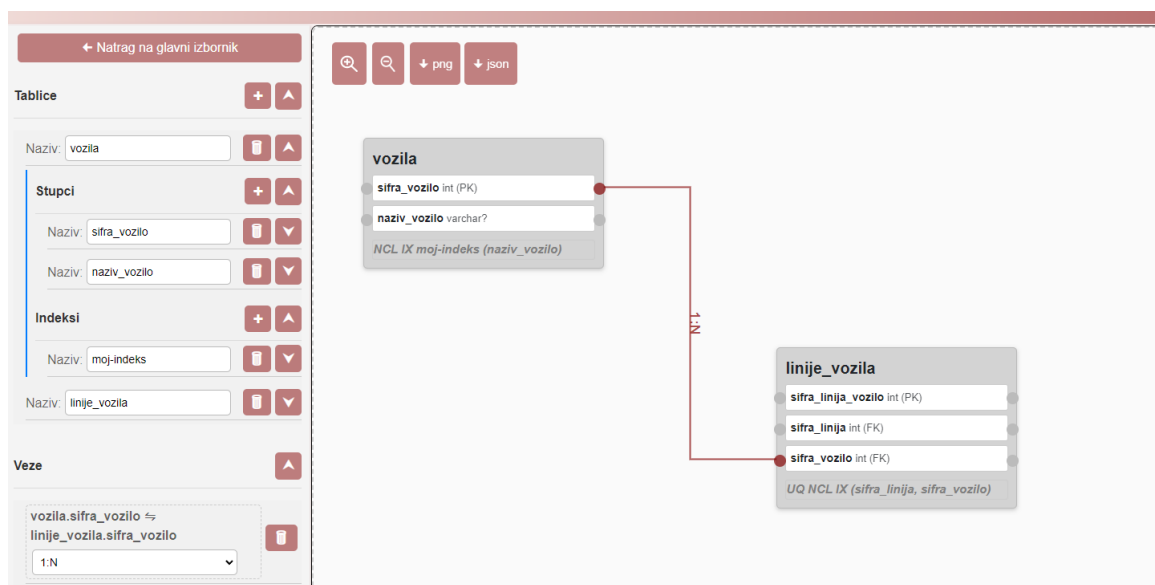 Natrag na glavni izbornik
Tablice
Naziv: vozila
Stupci
Naziv: sifra_vozilo
Naziv: naziv_vozilo
Indeksi
Naziv: moj-indeks
Naziv: linije_vozila
Veze
vozila.sifra_vozilo ⇋
linije_vozila.sifra_vozilo
1:N
png
json
vozila
sifra_vozilo int (PK)
naziv_vozilo varchar?
NCL IX moj-indeks (naziv_vozilo)
1:N
linije_vozila
sifra_linija_vozilo int (PK)
sifra_linija int (FK)
sifra_vozilo int (FK)
UQ NCL IX (sifra_linija, sifra_vozilo)